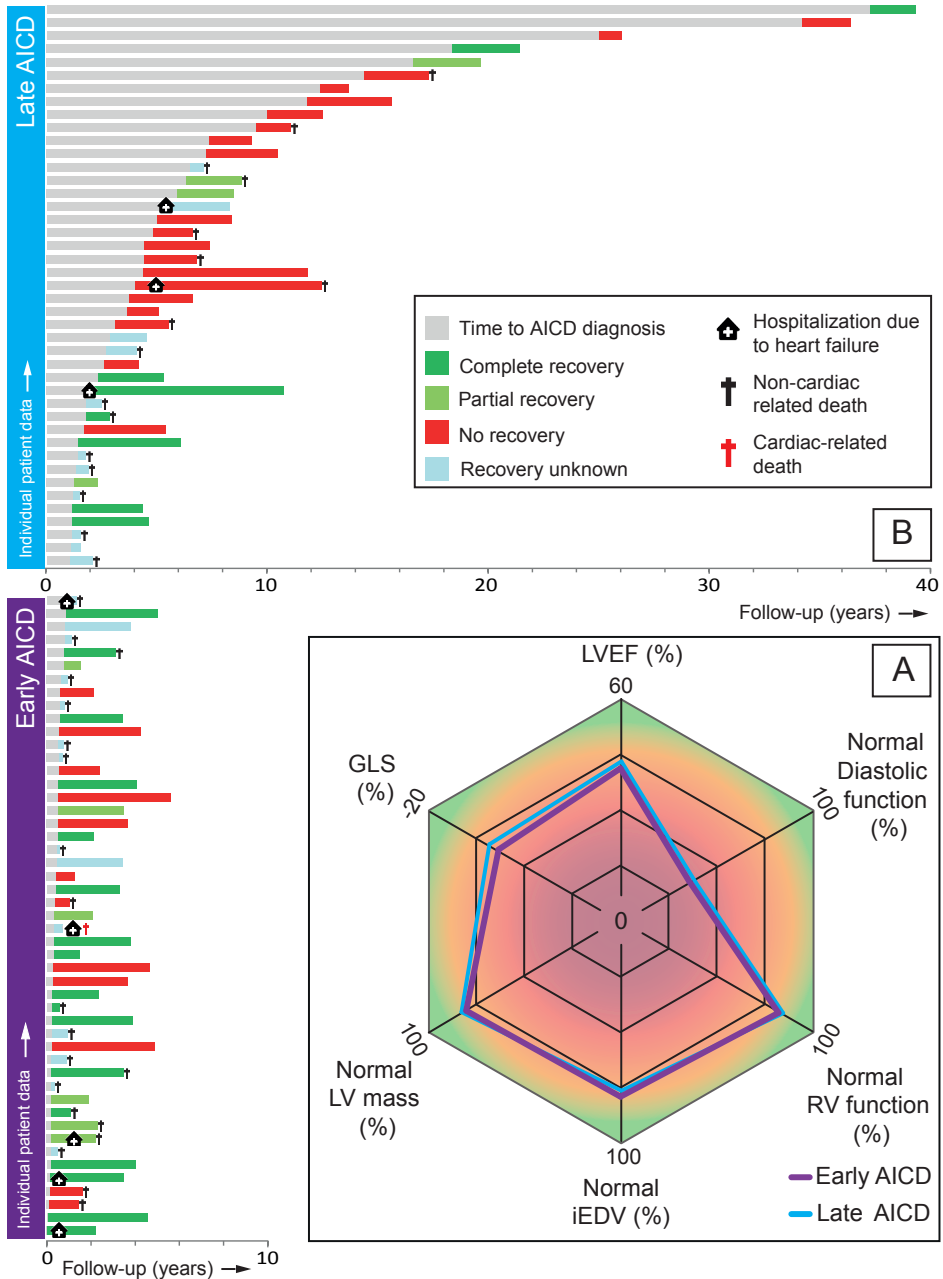 Late AICD
Individual patient data
Time to AICD diagnosis
Complete recovery
Partial recovery
No recovery
Recovery unknown
Hospitalization due
to heart failure
Non-cardiac
related death
Cardiac-related
death
B
0
10
20
30
40
Follow-up (years)
Early AICD
Individual patient data
0
10
Follow-up (years)
A
LVEF (%)
60
Normal
Diastolic
function
(%)
100
GLS
(%)
-20
0
100
Normal
LV mass
(%)
100
Normal
iEDV (%)
100
Normal
RV function
(%)
Early AICD
Late AICD